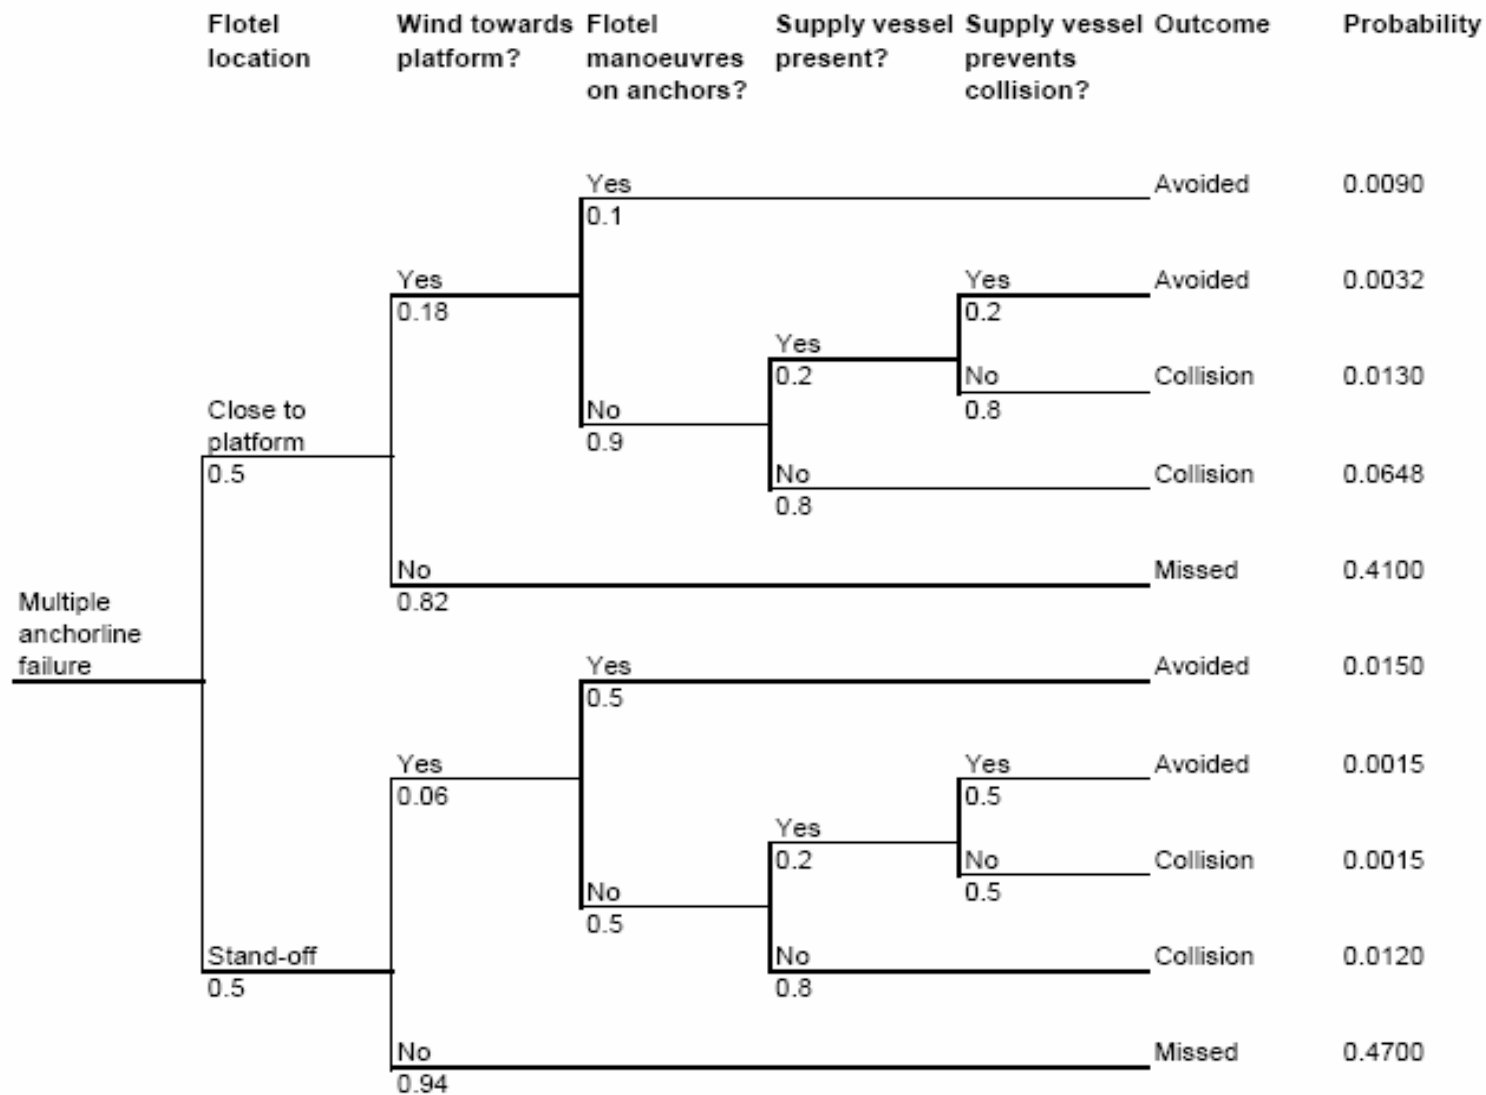 Flotel Wind towards Flotel Supply vessel Supply vessel Outcome Probability
location platform? manoeuvres present? prevents
on anchors? collision?
Yes Avoided 0.0090
0.1
Yes Yes Avoided 0.0032
0.18 0.2
Yes
0.2 No Collision 0.0130
Close to No 0.8
platform 0.9
0.5 No Collision 0.0648
0.8
No Missed 0.4100
Multiple 0.82
anchorline
failure Yes Avoided 0.0150
0.5
Yes Yes Avoided 0.0015
0.06 0.5
Yes
0.2 No Collision 0.0015
No 0.5
0.5
Stand-off No Collision 0.0120
0.5 0.8
No Missed 0.4700
0.94